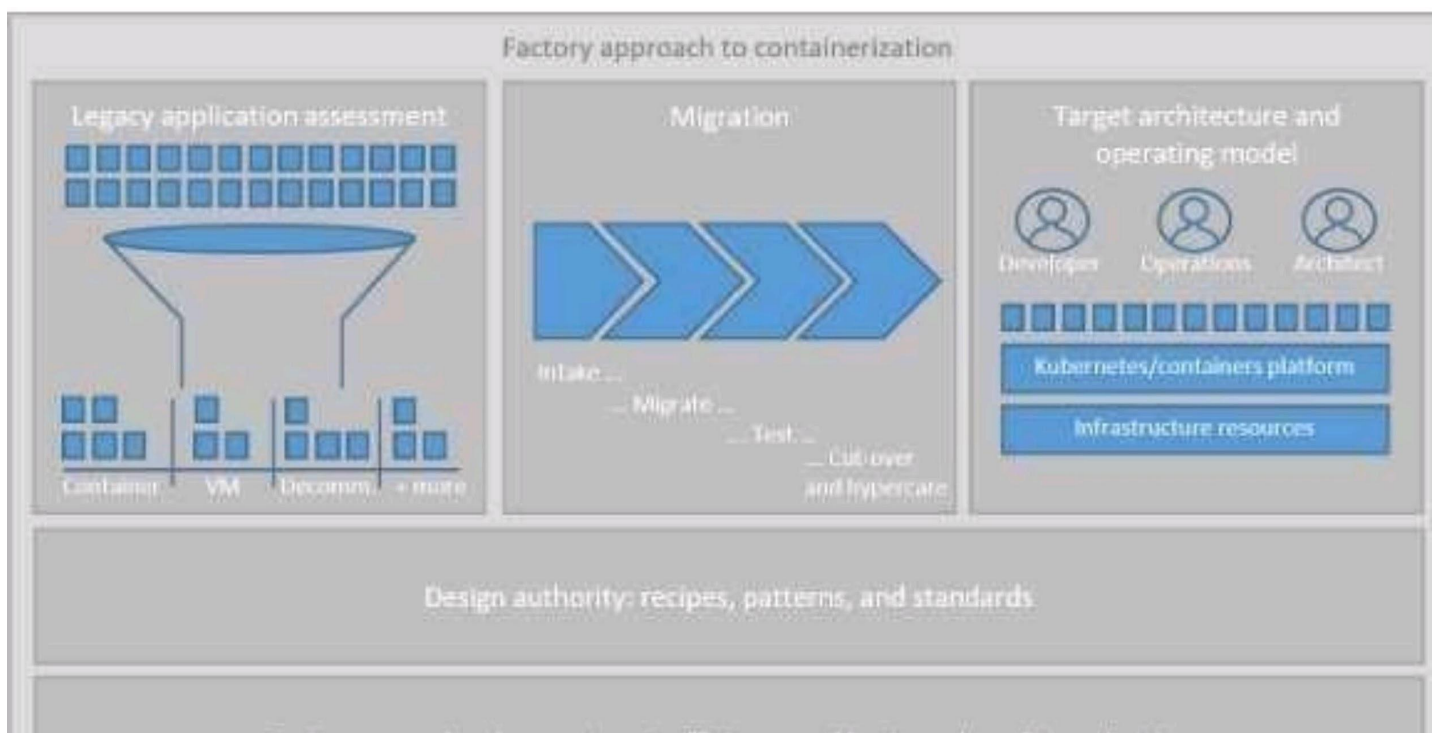 Factory approach to containerization
Legacy application assessment
Container
VM
Decomm.
+ more
Migration
Intake ...
... Migrate ...
... Test ...
... Cut-over
and hypercare
Target architecture and
operating model
Developer
Operations
Architect
Kubernetes/containers platform
Infrastructure resources
Design authority: recipes, patterns, and standards